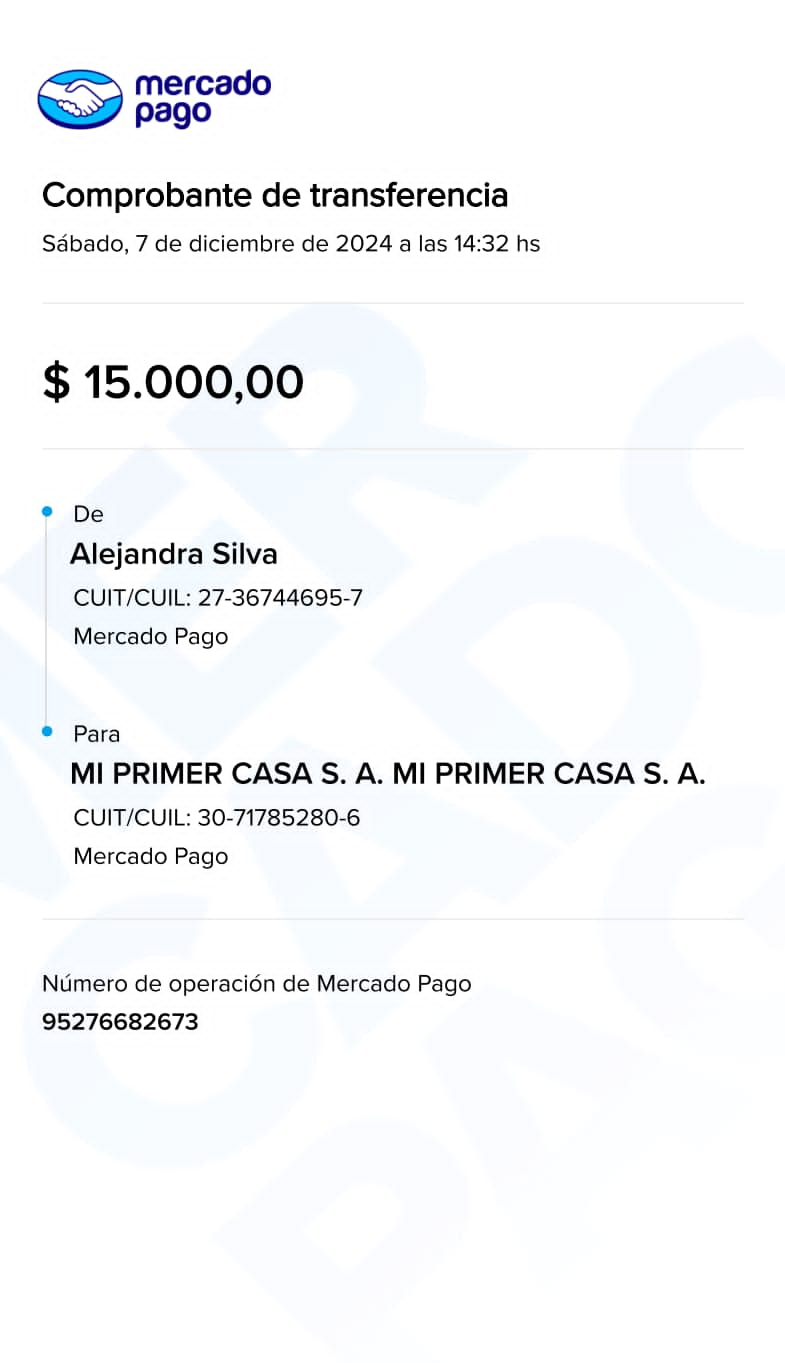 mercado
pago
Comprobante de transferencia
Sábado, 7 de diciembre de 2024 a las 14:32 hs
$ 15.000,00
De
Alejandra Silva
CUIT/CUIL: 27-36744695-7
Mercado Pago
Para
MI PRIMER CASA S. A. MI PRIMER CASA S. A.
CUIT/CUIL: 30-71785280-6
Mercado Pago
Número de operación de Mercado Pago
95276682673